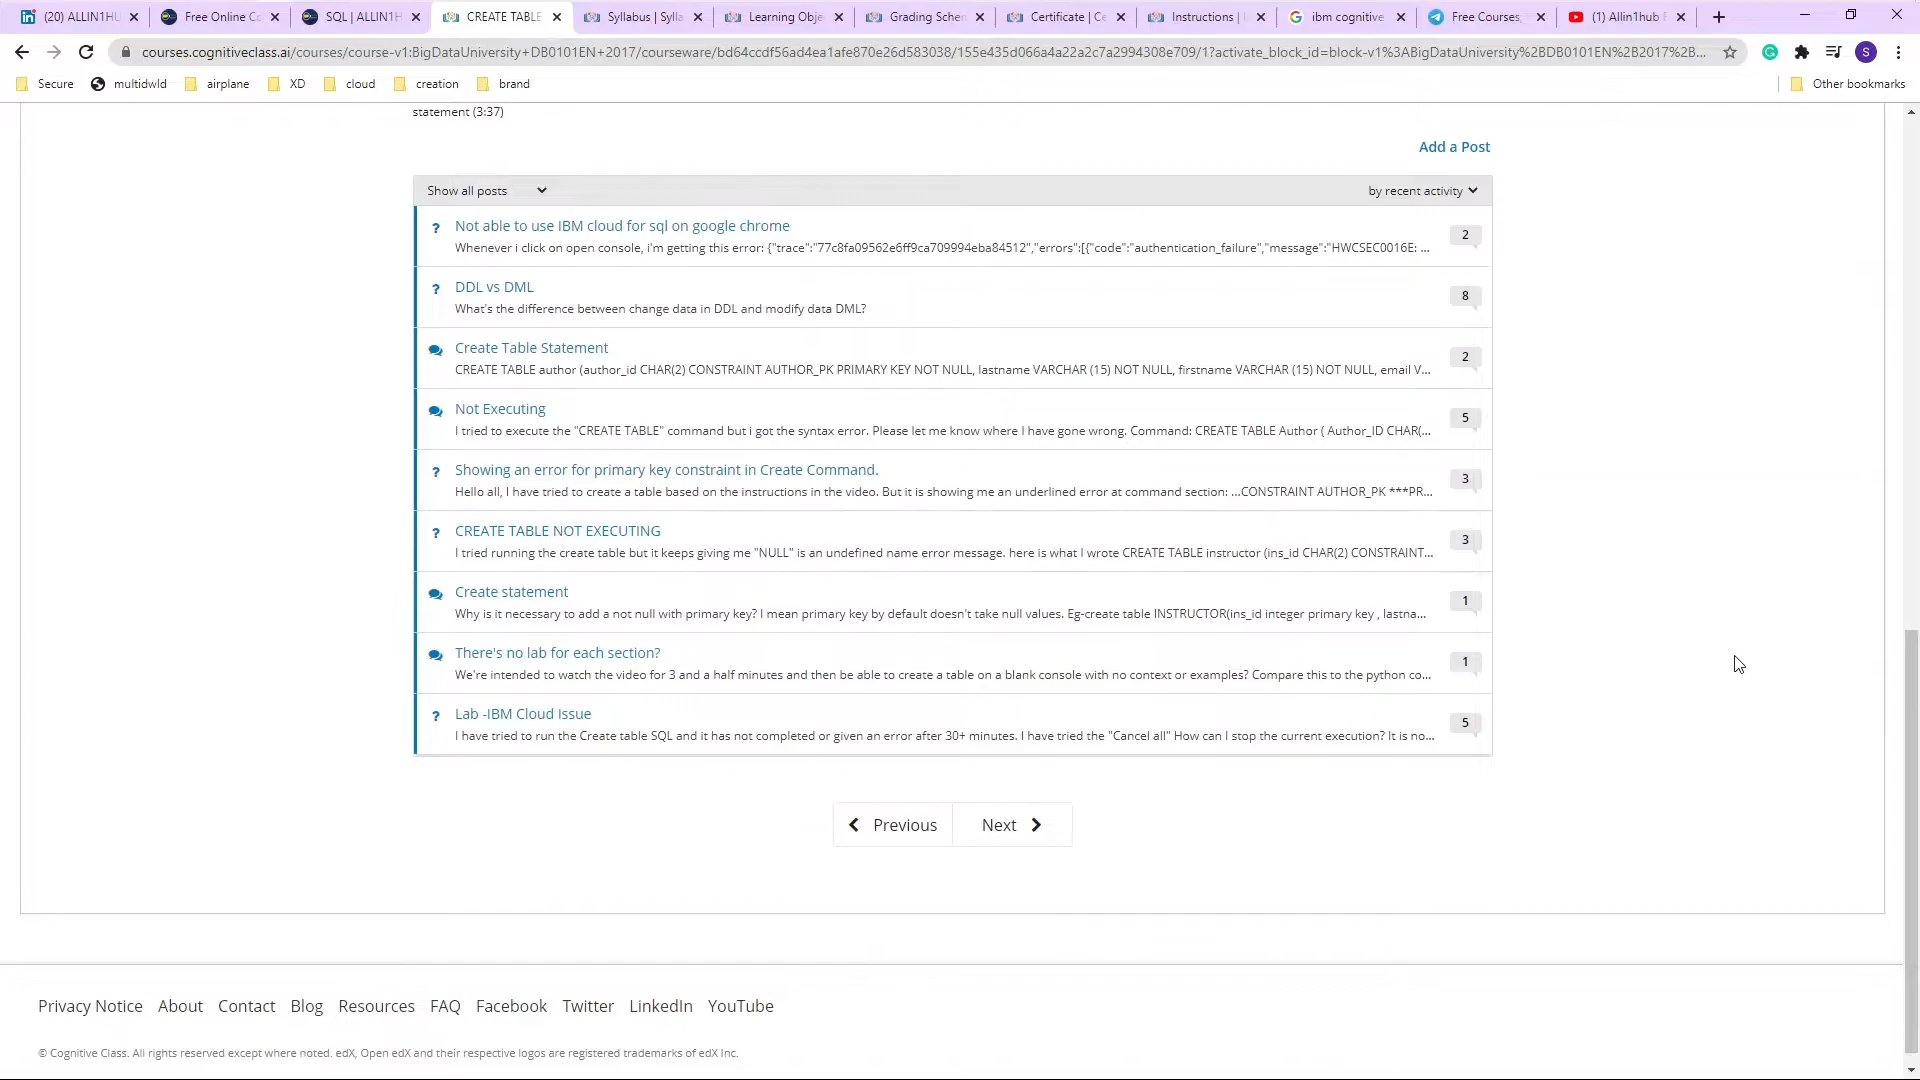 (20) ALLIN1HU
Free Online Co
SQL | ALLIN1H
CREATE TABLE
Syllabus | Sylla
Learning Obje
Grading Schem
Certificate | Ce
Instructions | I
ibm cognitive
Free Courses,
(1) Allin1hub F
courses.cognitiveclass.ai/courses/course-v1:BigDataUniversity+DB0101EN+2017/courseware/bd64ccdf56ad4ea1afe870e26d583038/155e435d066a4a22a2c7a2994308e709/1?activate_block_id=block-v1%3ABigDataUniversity%2BDB0101EN%2B2017%2B...
S
Secure
multidwld
airplane
XD
cloud
creation
brand
Other bookmarks
statement (3:37)
Add a Post
Show all posts
by recent activity
? Not able to use IBM cloud for sql on google chrome
Whenever i click on open console, i'm getting this error: {"trace":"77c8fa09562e6ff9ca709994eba84512","errors":[{"code":"authentication_failure","message":"HWCSEC0016E: ...
2
? DDL vs DML
What's the difference between change data in DDL and modify data DML?
8
Create Table Statement
CREATE TABLE author (author_id CHAR(2) CONSTRAINT AUTHOR_PK PRIMARY KEY NOT NULL, lastname VARCHAR (15) NOT NULL, firstname VARCHAR (15) NOT NULL, email V...
2
Not Executing
I tried to execute the "CREATE TABLE" command but i got the syntax error. Please let me know where I have gone wrong. Command: CREATE TABLE Author ( Author_ID CHAR(...
5
? Showing an error for primary key constraint in Create Command.
Hello all, I have tried to create a table based on the instructions in the video. But it is showing me an underlined error at command section: ...CONSTRAINT AUTHOR_PK ***PR...
3
? CREATE TABLE NOT EXECUTING
I tried running the create table but it keeps giving me "NULL" is an undefined name error message. here is what I wrote CREATE TABLE instructor (ins_id CHAR(2) CONSTRAINT...
3
Create statement
Why is it necessary to add a not null with primary key? I mean primary key by default doesn't take null values. Eg-create table INSTRUCTOR(ins_id integer primary key , lastna...
1
There's no lab for each section?
We're intended to watch the video for 3 and a half minutes and then be able to create a table on a blank console with no context or examples? Compare this to the python co...
1
? Lab -IBM Cloud Issue
I have tried to run the Create table SQL and it has not completed or given an error after 30+ minutes. I have tried the "Cancel all" How can I stop the current execution? It is no...
5
Previous
Next
Privacy Notice About Contact Blog Resources FAQ Facebook Twitter LinkedIn YouTube
© Cognitive Class. All rights reserved except where noted. edX, Open edX and their respective logos are registered trademarks of edX Inc.